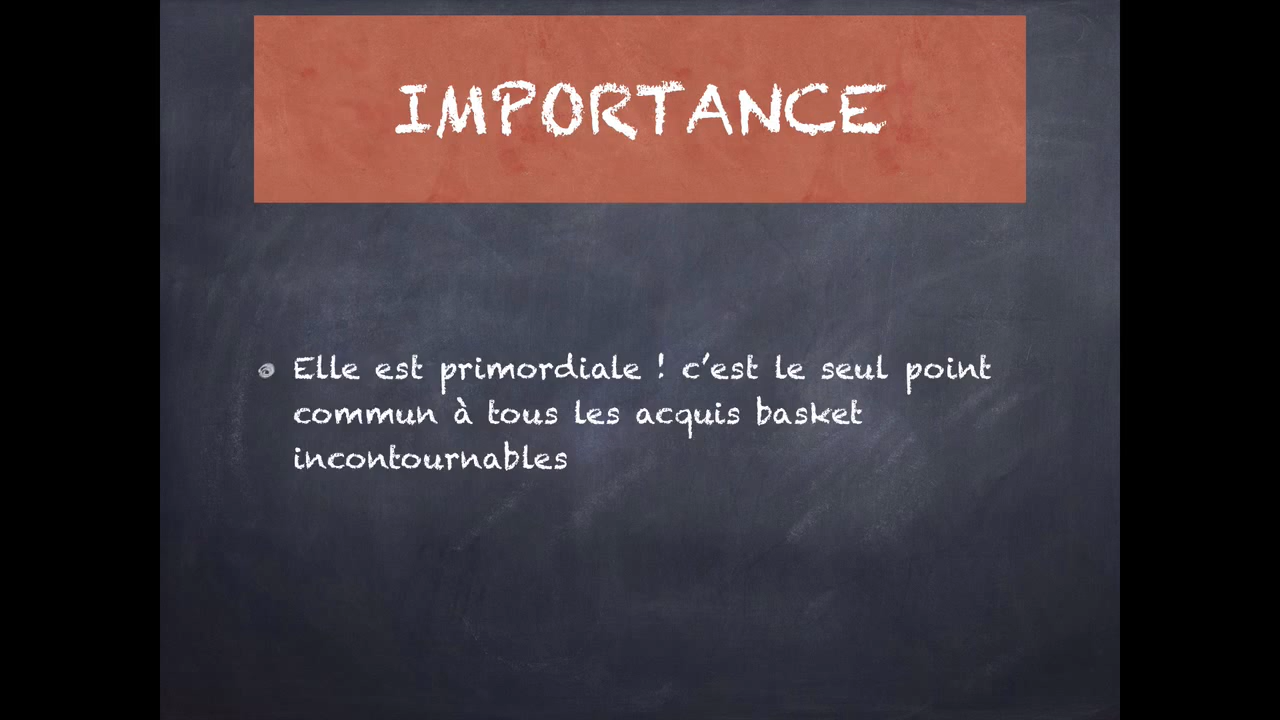 IMPORTANCE
Elle est primordiale ! c’est le seul point
commun à tous les acquis basket
incontournables